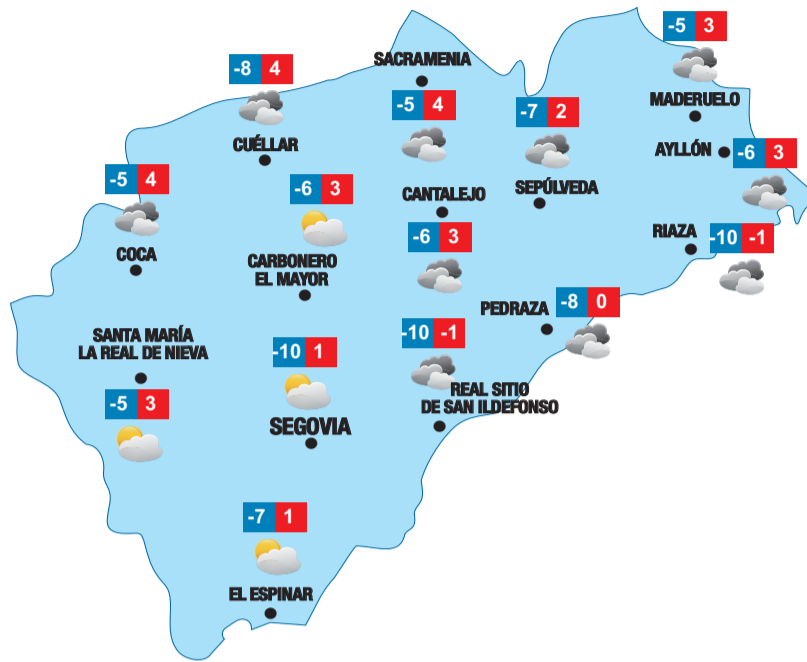 -5 3
MADERUELO
SACRAMENIA
-5 4
-8 4
CUÉLLAR
-7 2
SEPÚLVEDA
AYLLÓN
-6 3
-5 4
COCA
-6 3
CARBONERO
EL MAYOR
CANTALEJO
-6 3
RIAZA
-10 -1
PEDRAZA
-8 0
SANTA MARÍA
LA REAL DE NIEVA
-5 3
-10 1
SEGOVIA
-10 -1
REAL SITIO
DE SAN ILDEFONSO
-7 1
EL ESPINAR